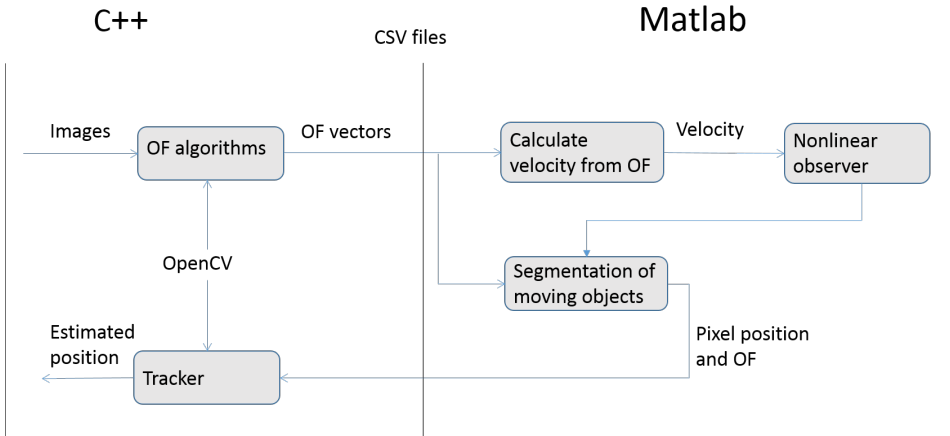 C++
Matlab
CSV files
Images
OF algorithms
OF vectors
Calculate
velocity from OF
Velocity
Nonlinear
observer
OpenCV
Segmentation of
moving objects
Estimated
position
Tracker
Pixel position
and OF